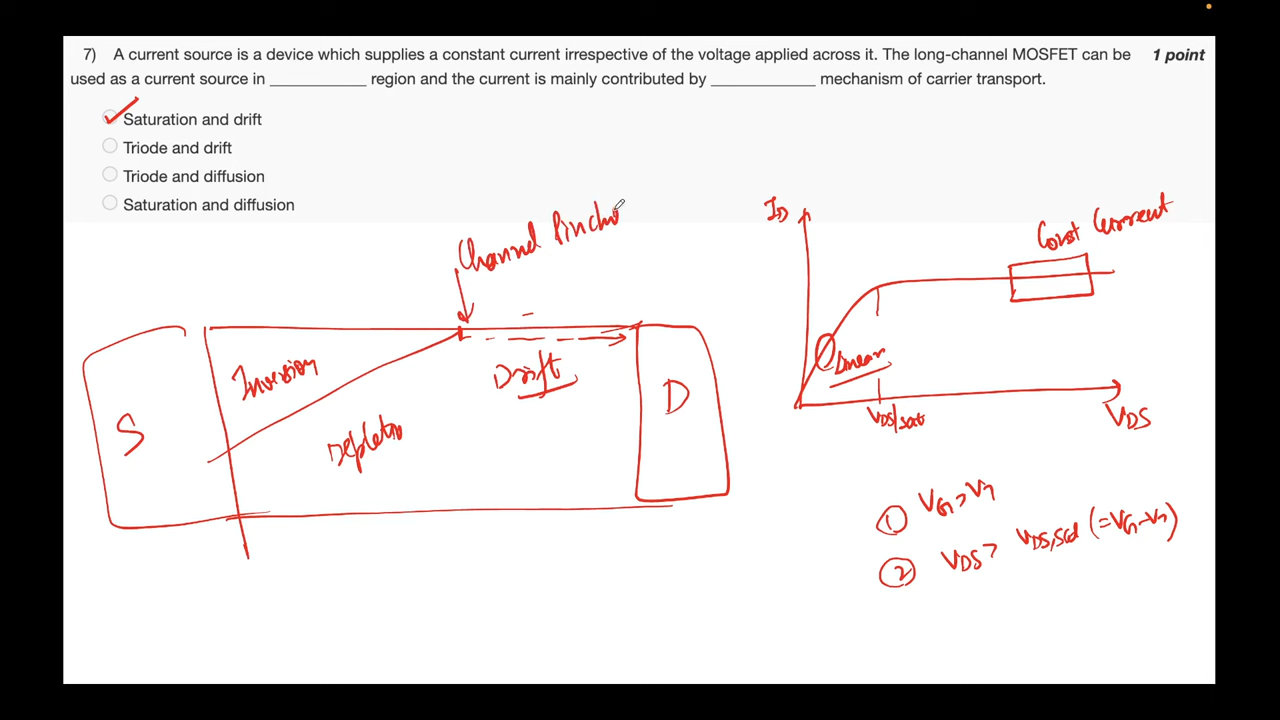 7) A current source is a device which supplies a constant current irrespective of the voltage applied across it. The long-channel MOSFET can be 1 point
used as a current source in ____________ region and the current is mainly contributed by _____________ mechanism of carrier transport.
Saturation and drift
Triode and drift
Triode and diffusion
Saturation and diffusion
Channel Pincho
ID
Const Current
Inversion
Drift
Linear
S
Depletn
D
VDS/sat
VDS
① VG > VT
② VDS > VDS,sat (=VG-VT)